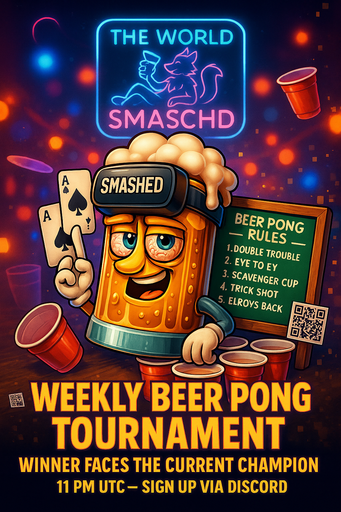 THE WORLD
SMASCHD
SMASHED
A
A
BEER PONG
RULES
1. DOUBLE TROUBLE
2. EYE TO EY
3. SCAVENGER CUP
4. TRICK SHOT
5. ELROYS BACK
WEEKLY BEER PONG
TOURNAMENT
WINNER FACES THE CURRENT CHAMPION
11 PM UTC – SIGN UP VIA DISCORD